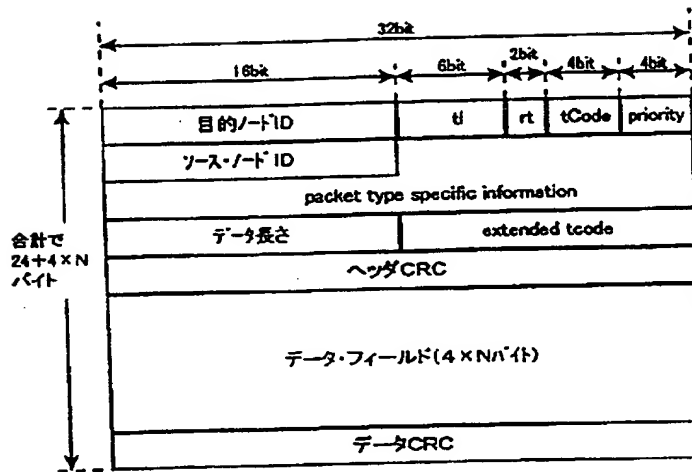 32bit
16bit 6bit 2bit 4bit 4bit
目的ノードID tl rt tCode priority
ソース・ノードID
packet type specific information
データ長さ extended tcode
ヘッダCRC
合計で
24+4×N
バイト
データ・フィールド(4×Nバイト)
データCRC